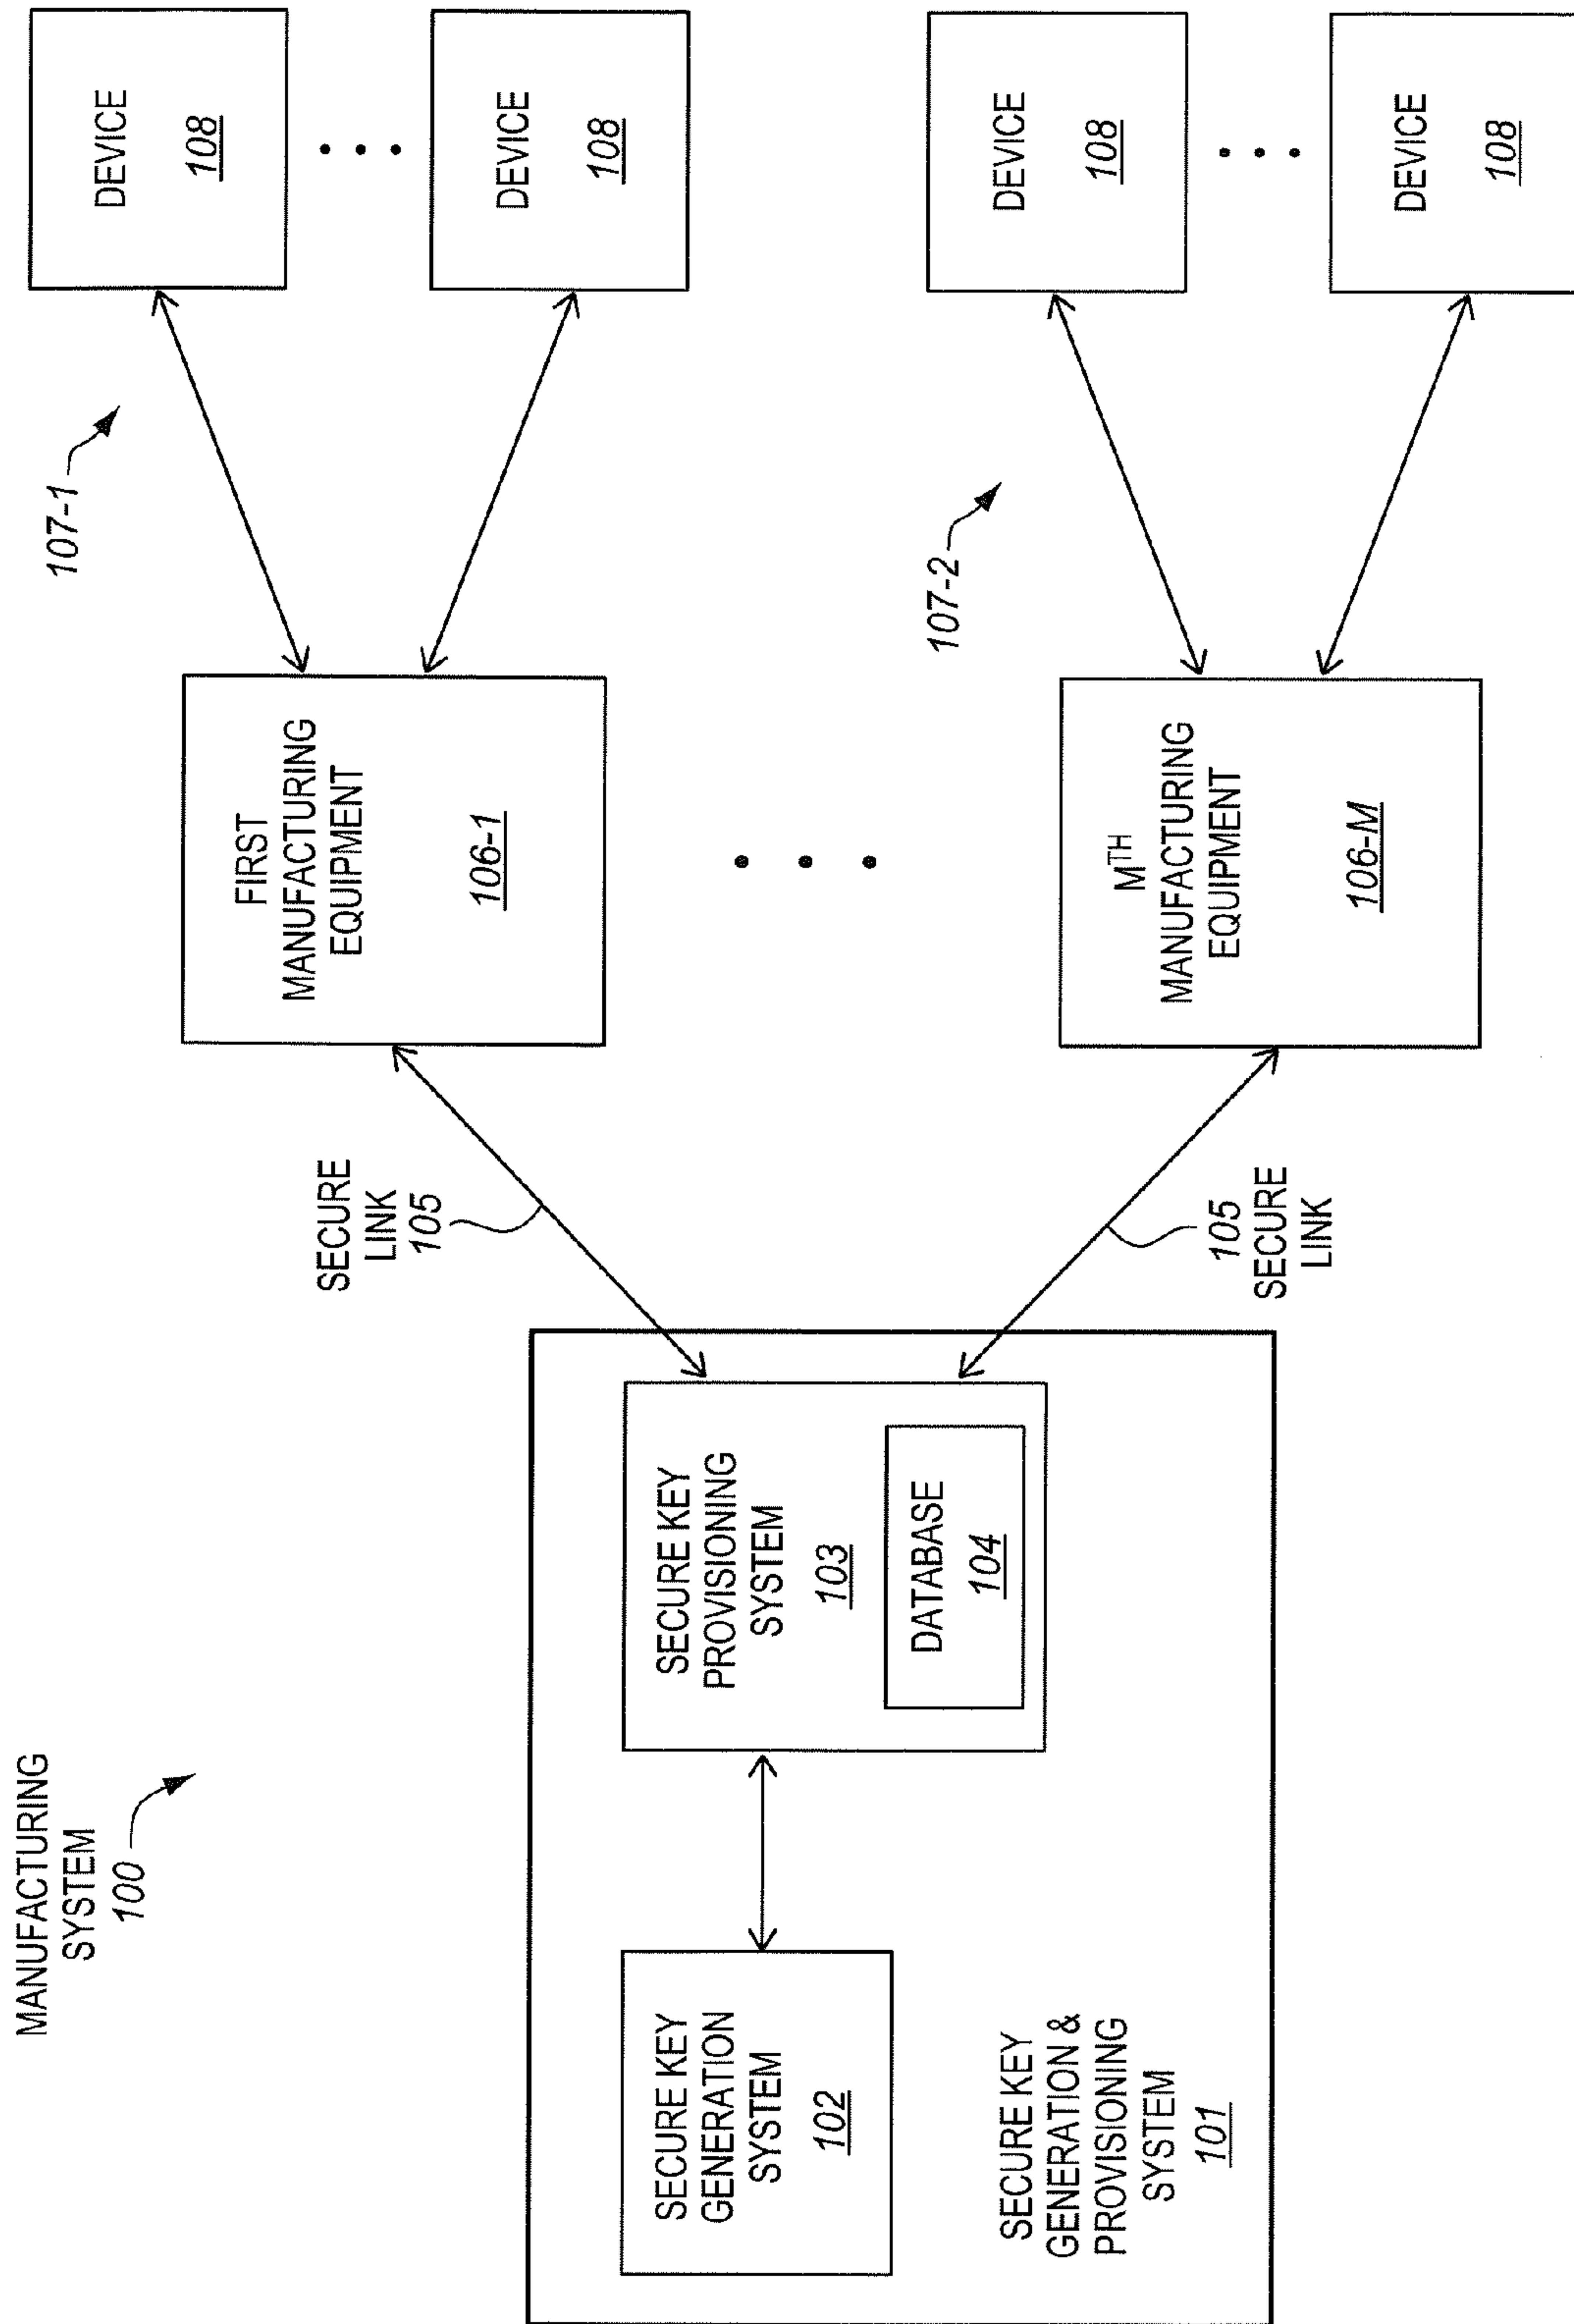 MANUFACTURING
SYSTEM
100
SECURE KEY
GENERATION
SYSTEM
102
SECURE KEY
PROVISIONING
SYSTEM
103
DATABASE
104
SECURE KEY
GENERATION &
PROVISIONING
SYSTEM
101
SECURE
LINK
105
105
SECURE
LINK
FIRST
MANUFACTURING
EQUIPMENT
106-1
MTH
MANUFACTURING
EQUIPMENT
106-M
107-1
107-2
DEVICE
108
DEVICE
108
DEVICE
108
DEVICE
108